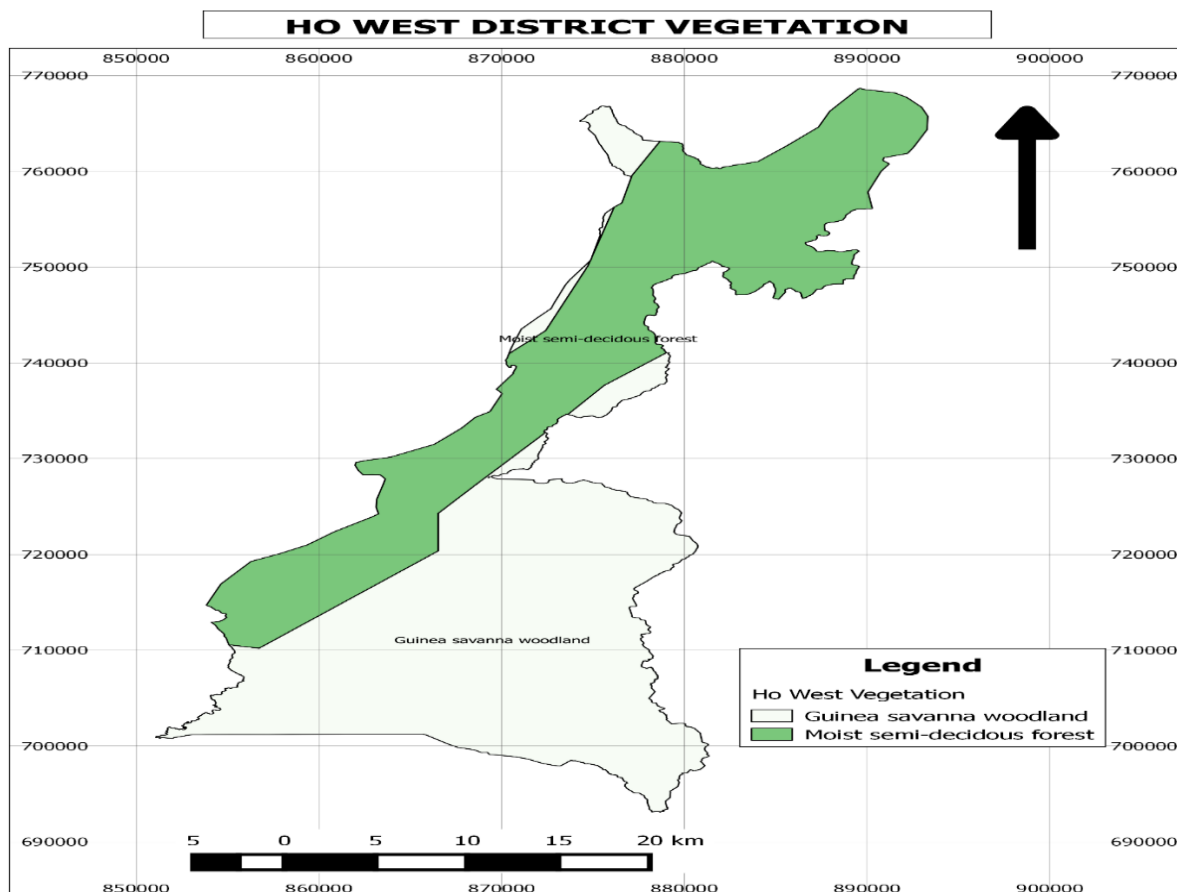 HO WEST DISTRICT VEGETATION
850000 860000 870000 880000 890000 900000
770000 770000
760000 760000
750000 750000
Moist semi-decidous forest
740000 740000
730000 730000
720000 720000
Guinea savanna woodland
710000 710000
Legend
Ho West Vegetation
Guinea savanna woodland
Moist semi-decidous forest
700000 700000
690000 690000
5 0 5 10 15 20 km
850000 860000 870000 880000 890000 900000